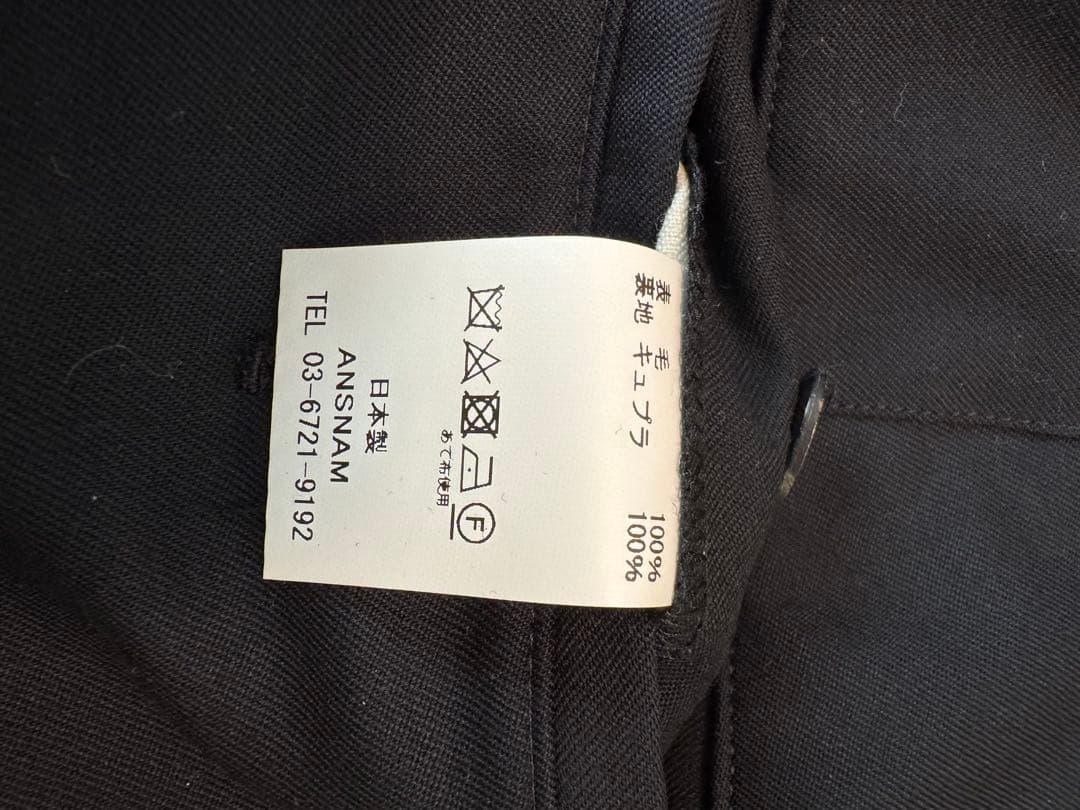 表 毛 100%
裏地 キュプラ 100%
F
あて布使用
日本製
ANSNAM
TEL 03-6721-9192